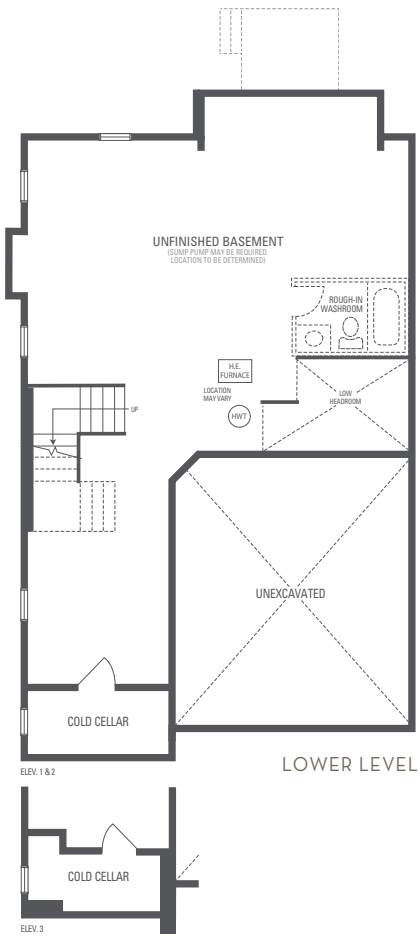 UNFINISHED BASEMENT
(SUMP PUMP MAY BE REQUIRED.
LOCATION TO BE DETERMINED)
ROUGH-IN
WASHROOM
H.E.
FURNACE
LOCATION
MAY VARY
HWT
LOW
HEADROOM
UP
UNEXCAVATED
COLD CELLAR
ELEV. 1 & 2
LOWER LEVEL
COLD CELLAR
ELEV. 3